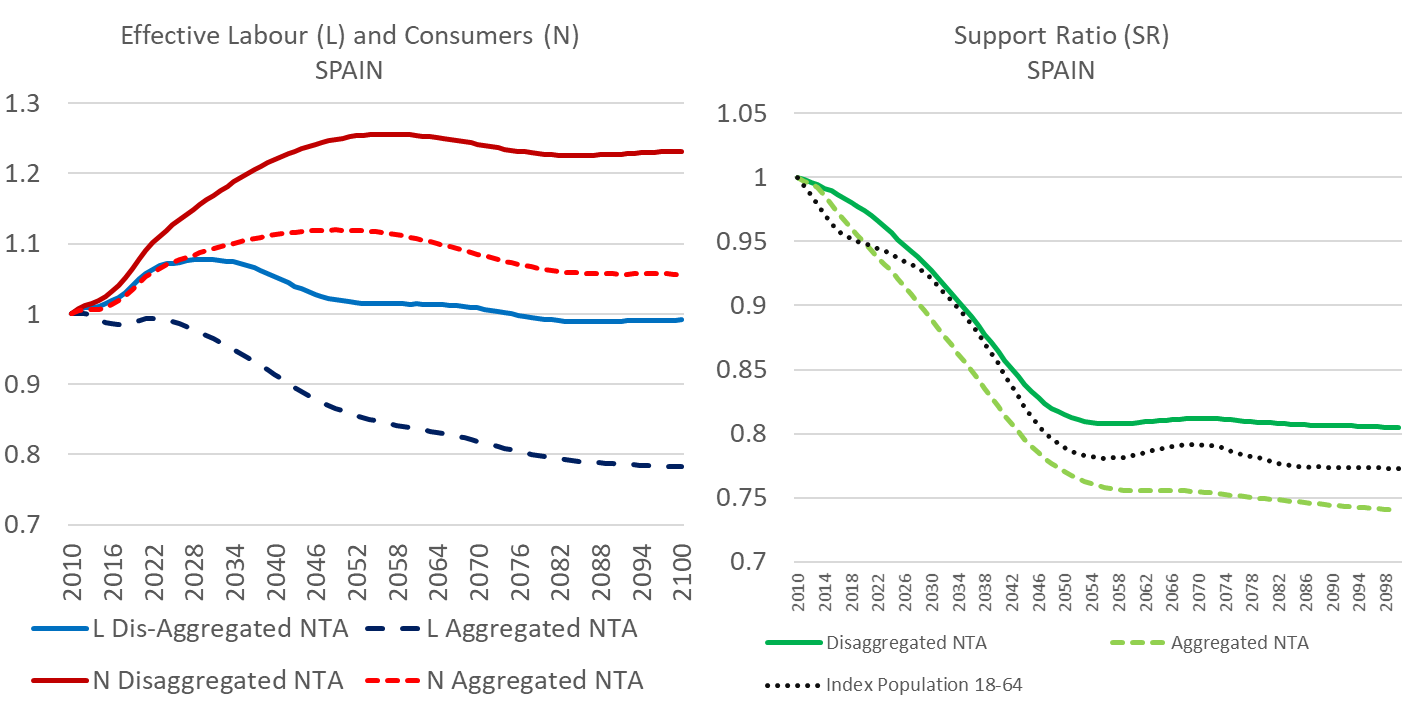 Effective Labour (L) and Consumers (N)
SPAIN
1.3
1.2
1.1
1
0.9
0.8
0.7
2010 2016 2022 2028 2034 2040 2046 2052 2058 2064 2070 2076 2082 2088 2094 2100
L Dis-Aggregated NTA L Aggregated NTA
N Disaggregated NTA N Aggregated NTA
Support Ratio (SR)
SPAIN
1.05
1
0.95
0.9
0.85
0.8
0.75
0.7
2010 2014 2018 2022 2026 2030 2034 2038 2042 2046 2050 2054 2058 2062 2066 2070 2074 2078 2082 2086 2090 2094 2098
Disaggregated NTA Aggregated NTA
Index Population 18-64